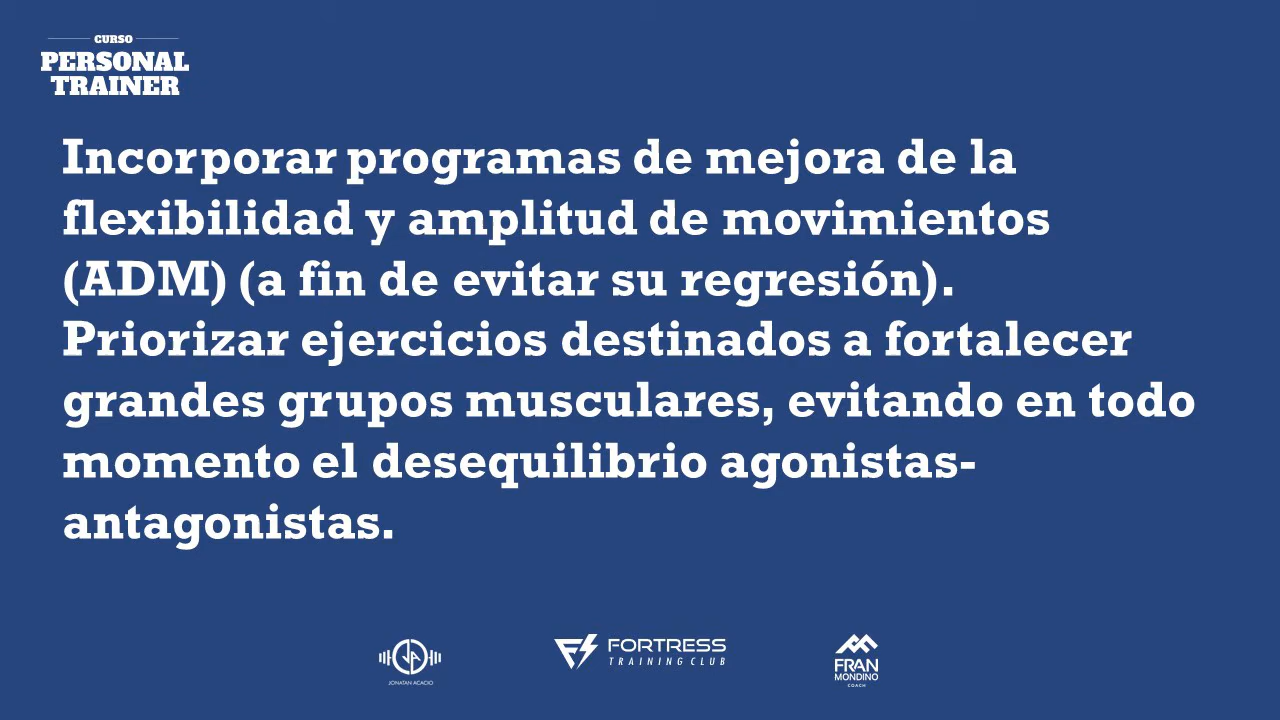 CURSO
PERSONAL
TRAINER
Incorporar programas de mejora de la
flexibilidad y amplitud de movimientos
(ADM) (a fin de evitar su regresión).
Priorizar ejercicios destinados a fortalecer
grandes grupos musculares, evitando en todo
momento el desequilibrio agonistas-
antagonistas.
JONATAN ACACIO
FORTRESS
TRAINING CLUB
FRAN
MONDINO
COACH